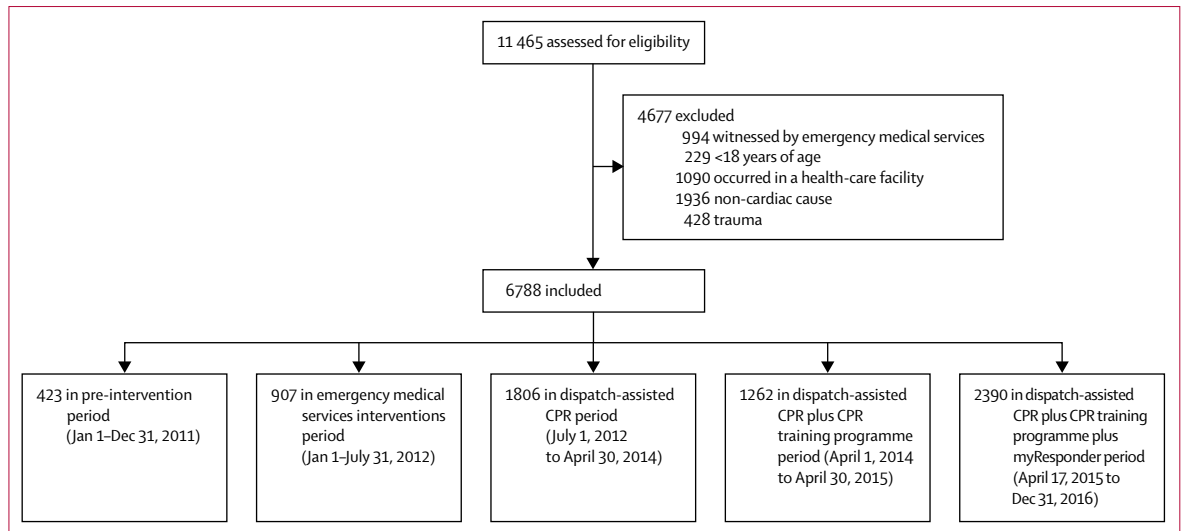 11 465 assessed for eligibility
4677 excluded
994 witnessed by emergency medical services
229 <18 years of age
1090 occurred in a health-care facility
1936 non-cardiac cause
428 trauma
6788 included
423 in pre-intervention
period
(Jan 1–Dec 31, 2011)
907 in emergency medical
services interventions
period
(Jan 1–July 31, 2012)
1806 in dispatch-assisted
CPR period
(July 1, 2012
to April 30, 2014)
1262 in dispatch-assisted
CPR plus CPR
training programme
period (April 1, 2014
to April 30, 2015)
2390 in dispatch-assisted
CPR plus CPR training
programme plus
myResponder period
(April 17, 2015 to
Dec 31, 2016)